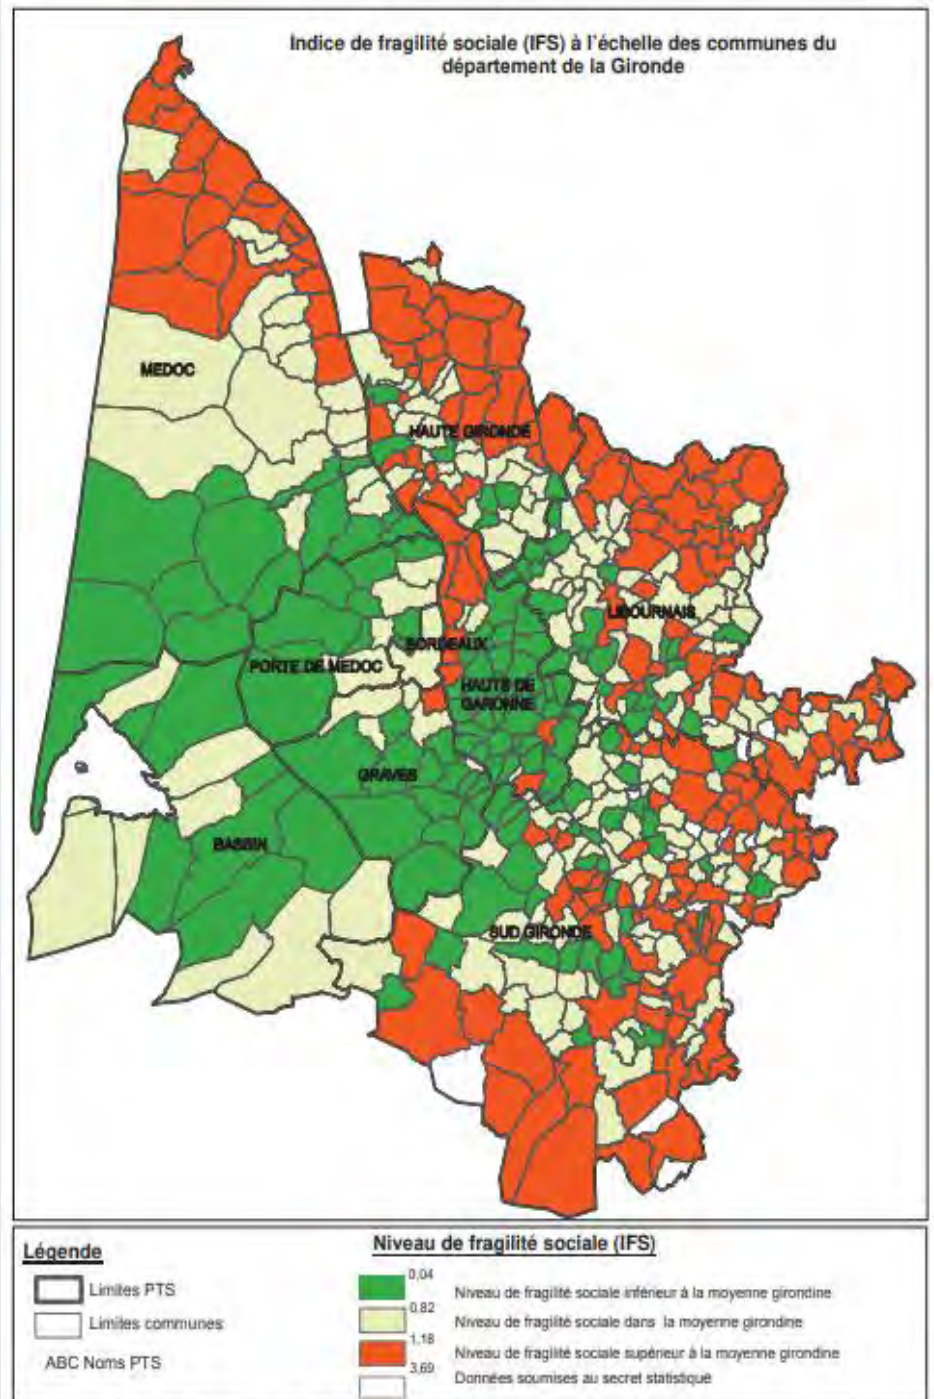 Indice de fragilité sociale (IFS) à l'échelle des communes du
département de la Gironde
MEDOC
HAUTE GIRONDE
LIBOURNAIS
BORDEAUX
PORTE DE MEDOC
HAUTS DE
GARONNE
GRAVES
BASSIN
SUD GIRONDE
Légende
Limites PTS
Limites communes
ABC Noms PTS
Niveau de fragilité sociale (IFS)
0,04
Niveau de fragilité sociale inférieur à la moyenne girondine
0,82
Niveau de fragilité sociale dans la moyenne girondine
1,18
Niveau de fragilité sociale supérieur à la moyenne girondine
3,69
Données soumises au secret statistique